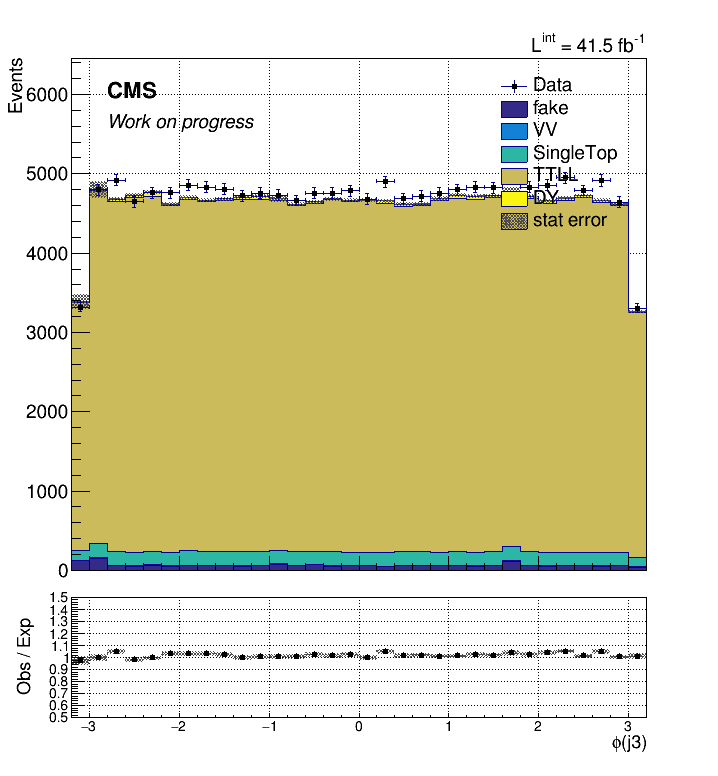 L^int = 41.5 fb^-1
Events
CMS
Work on progress
Data
fake
VV
SingleTop
TTLL
DY
stat error
6000
5000
4000
3000
2000
1000
0
Obs / Exp
1.5
1.4
1.3
1.2
1.1
1
0.9
0.8
0.7
0.6
0.5
−3 −2 −1 0 1 2 3
ϕ(j3)